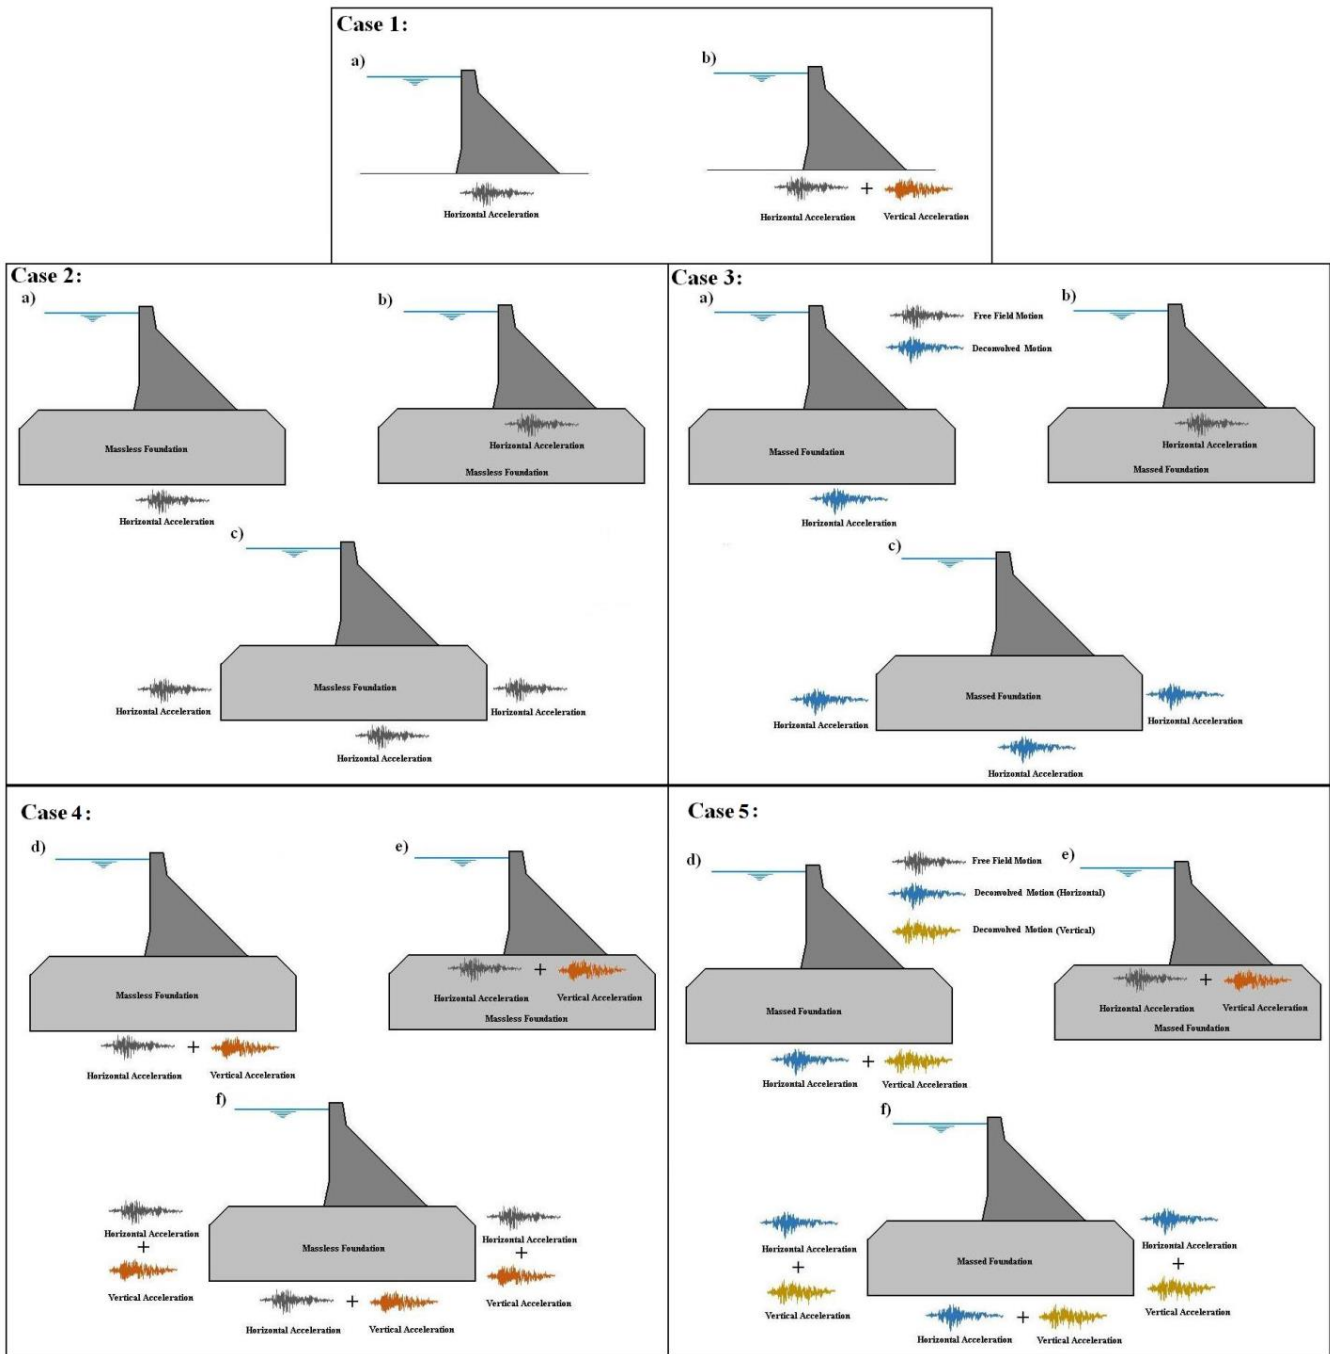 Case 1:
a)
b)
Horizontal Acceleration
Horizontal Acceleration
+
Vertical Acceleration
Case 2:
a)
b)
Massless Foundation
Horizontal Acceleration
Massless Foundation
Horizontal Acceleration
c)
Massless Foundation
Horizontal Acceleration
Horizontal Acceleration
Horizontal Acceleration
Case 3:
a)
Free Field Motion
Deconvolved Motion
b)
Massed Foundation
Horizontal Acceleration
Massed Foundation
Horizontal Acceleration
c)
Massed Foundation
Horizontal Acceleration
Horizontal Acceleration
Horizontal Acceleration
Case 4:
d)
e)
Massless Foundation
+
Horizontal Acceleration
Vertical Acceleration
Massless Foundation
+
Horizontal Acceleration
Vertical Acceleration
f)
Horizontal Acceleration
+
Vertical Acceleration
Massless Foundation
Horizontal Acceleration
+
Vertical Acceleration
+
Horizontal Acceleration
Vertical Acceleration
Case 5:
d)
Free Field Motion
Deconvolved Motion (Horizontal)
Deconvolved Motion (Vertical)
e)
Massed Foundation
+
Horizontal Acceleration
Vertical Acceleration
Massed Foundation
+
Horizontal Acceleration
Vertical Acceleration
f)
Horizontal Acceleration
+
Vertical Acceleration
Massed Foundation
Horizontal Acceleration
+
Vertical Acceleration
+
Horizontal Acceleration
Vertical Acceleration